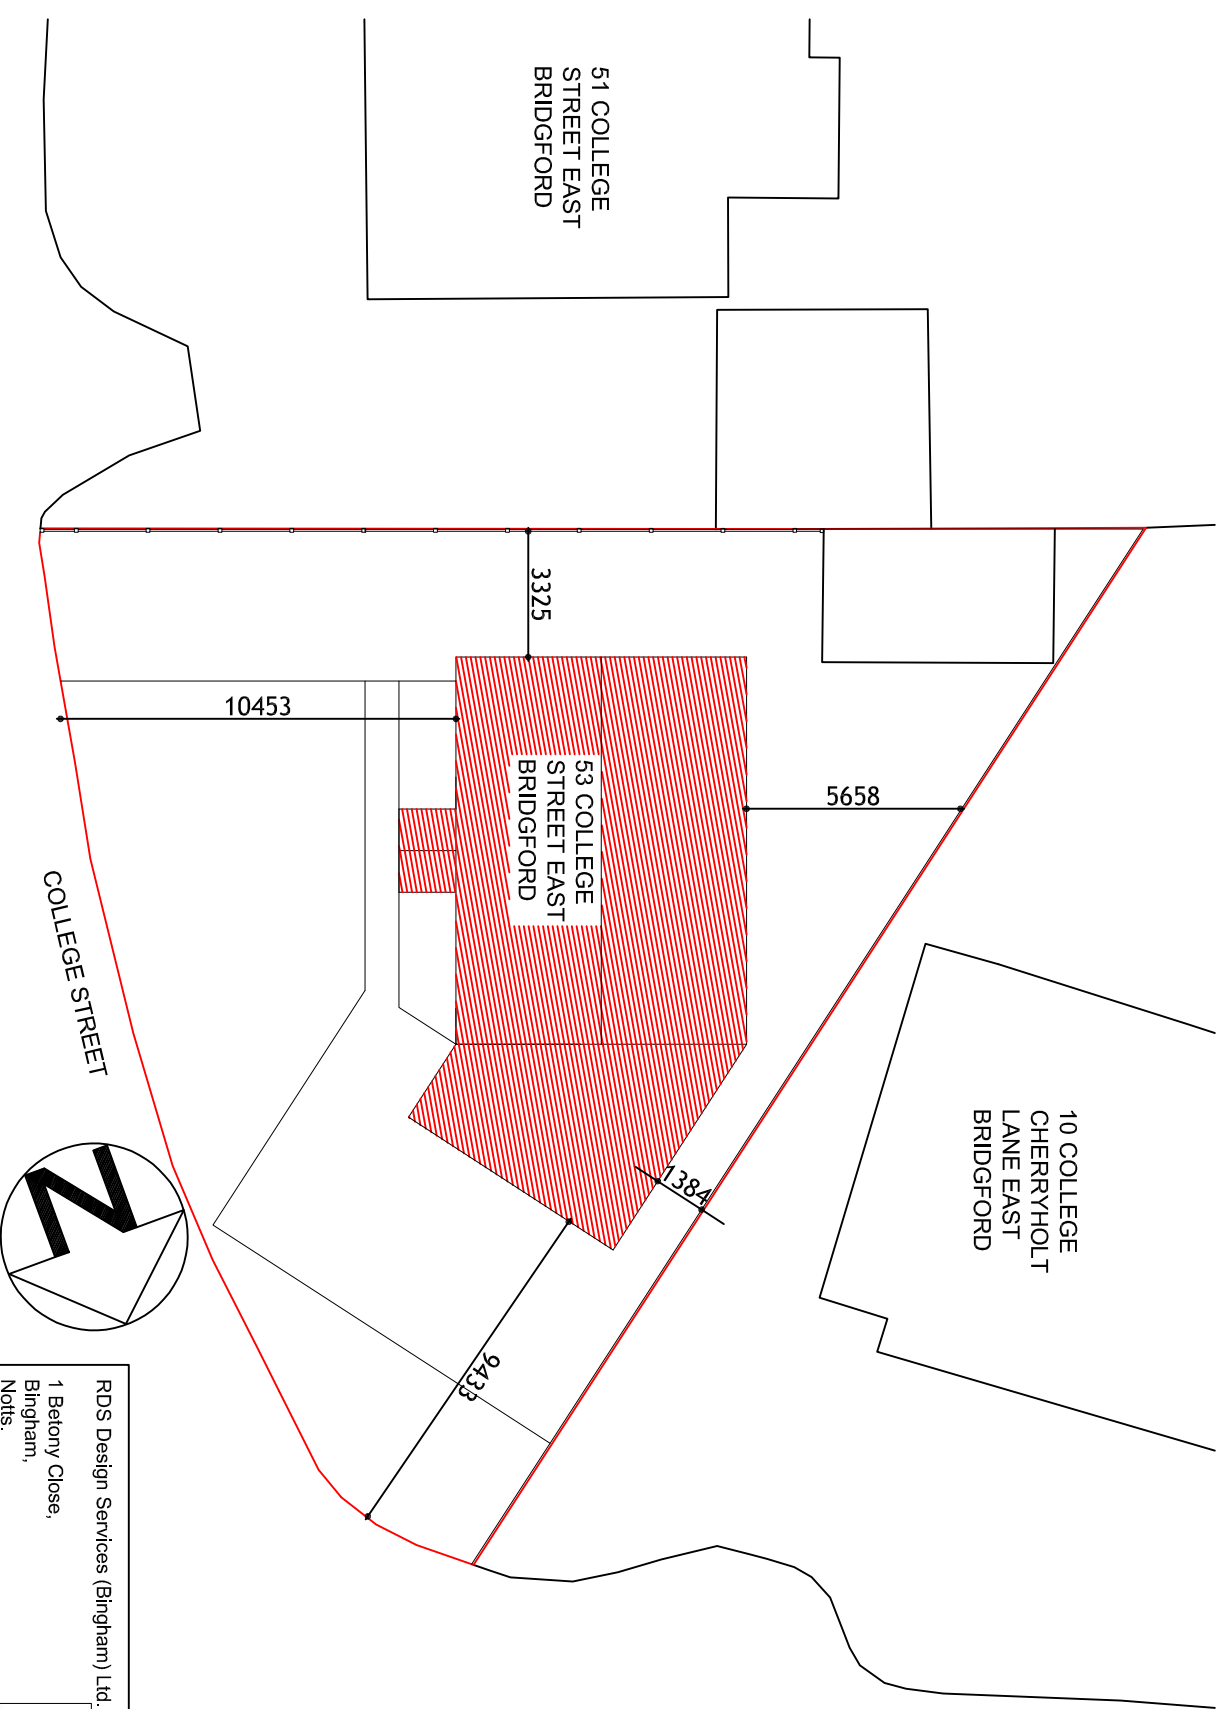 51 COLLEGE
STREET EAST
BRIDGFORD
3325
10453
53 COLLEGE
STREET EAST
BRIDGFORD
5658
COLLEGE STREET
10 COLLEGE
CHERRYHOLT
LANE EAST
BRIDGFORD
1384
9433
N
RDS Design Services (Bingham) Ltd.
1 Betony Close,
Bingham,
Notts.